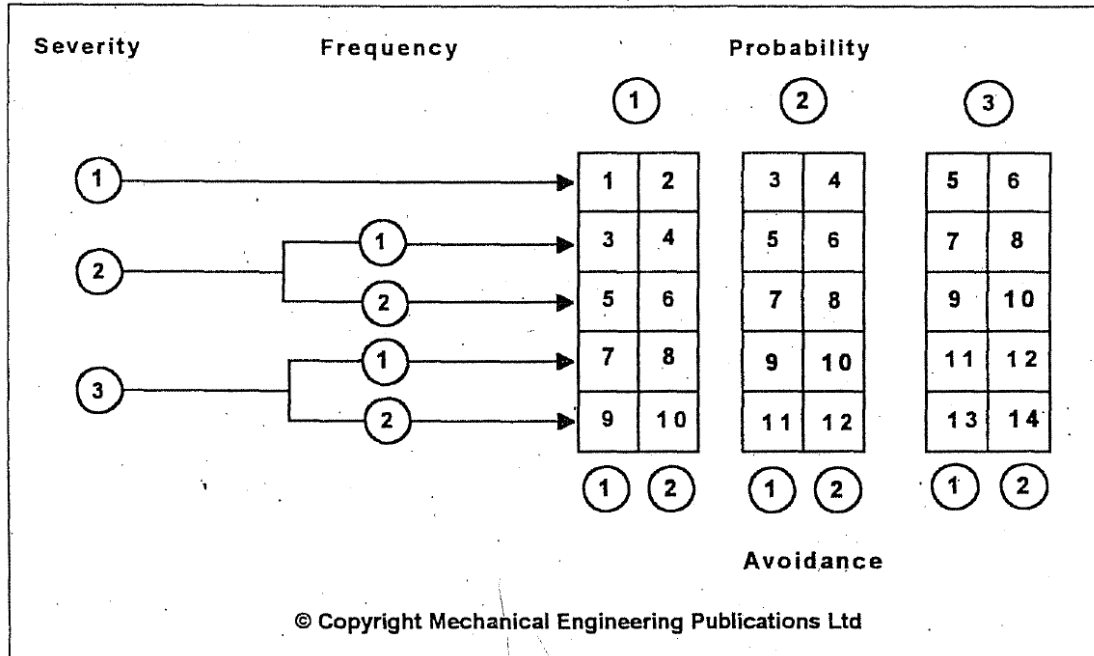 Severity Frequency Probability
1 2 3
1 1 2 3 4 5 6
1 3 4 5 6 7 8
2
2 5 6 7 8 9 10
1 7 8 9 10 11 12
3
2 9 10 11 12 13 14
1 2 1 2 1 2
Avoidance
© Copyright Mechanical Engineering Publications Ltd